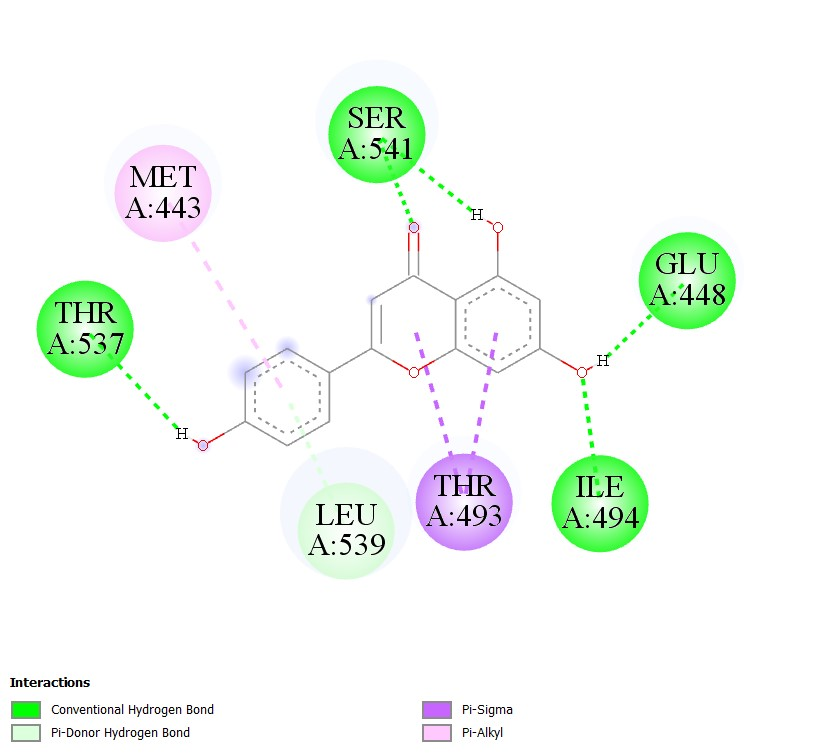 SER
A:541
MET
A:443
H
GLU
A:448
THR
A:537
H
H
THR
A:493
ILE
A:494
LEU
A:539
Interactions
Conventional Hydrogen Bond
Pi-Donor Hydrogen Bond
Pi-Sigma
Pi-Alkyl